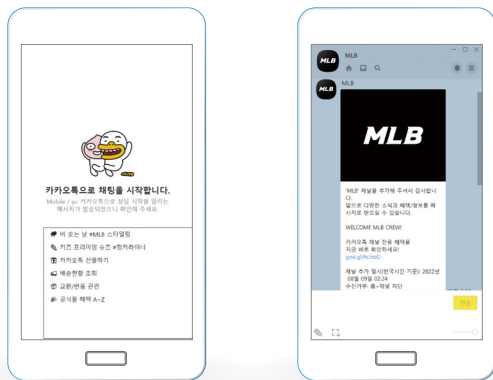 카카오톡으로 채팅을 시작합니다.
Mobile / pc 카카오톡으로 상담 시작을 알리는
메시지가 발송되었으니 확인해 주세요.
비 오는 날 #MLB 스타일링
키즈 프리미엄 슈즈 #청키라이너
카카오톡 선물하기
배송현황 조회
교환/반품 관련
공식몰 혜택 A~Z
MLB
MLB
MLB
MLB
MLB
'MLB' 채널을 추가해 주셔서 감사합니
다.
앞으로 다양한 소식과 혜택/정보를 메
시지로 받으실 수 있습니다.
WELCOME MLB CREW!
카카오톡 채널 전용 혜택을
지금 바로 확인하세요!
채널 추가 일시(한국시간 기준): 2022년
08월 09일 02:24
수신거부: 홈>채널 차단
전송